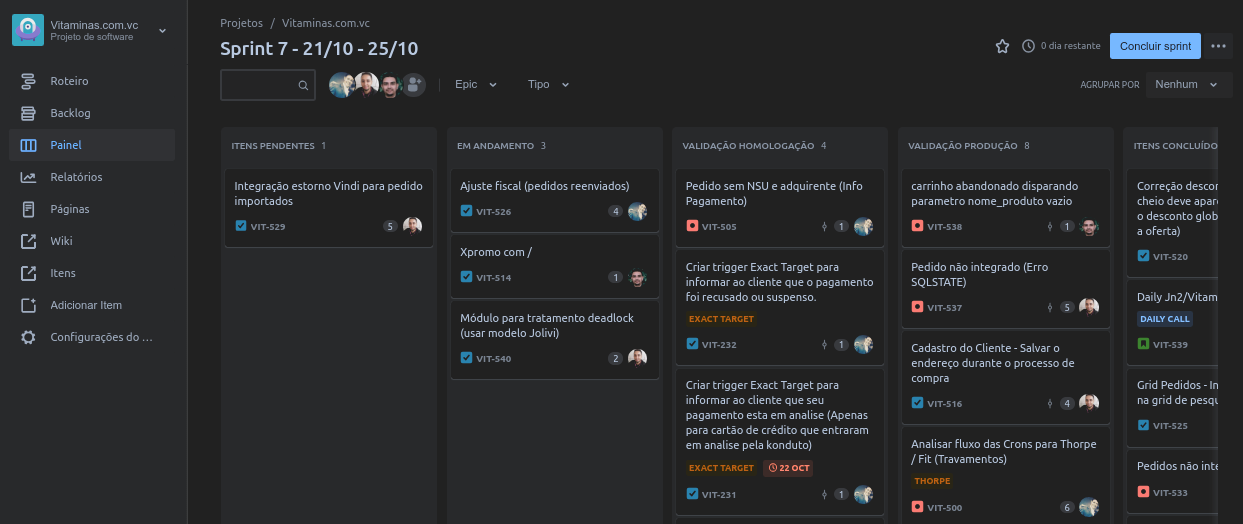 Vitaminas.com.vc
Projeto de software
Roteiro
Backlog
Painel
Relatórios
Páginas
Wiki
Itens
Adicionar Item
Configurações do ...
Projetos / Vitaminas.com.vc
Sprint 7 - 21/10 - 25/10
0 dia restante
Concluir sprint
Epic
Tipo
AGRUPAR POR
Nenhum
ITENS PENDENTES 1
Integração estorno Vindi para pedido
importados
VIT-529
5
EM ANDAMENTO 3
Ajuste fiscal (pedidos reenviados)
VIT-526
4
Xpromo com /
VIT-514
1
Módulo para tratamento deadlock
(usar modelo Jolivi)
VIT-540
2
VALIDAÇÃO HOMOLOGAÇÃO 4
Pedido sem NSU e adquirente (Info
Pagamento)
VIT-505
1
Criar trigger Exact Target para
informar ao cliente que o pagamento
foi recusado ou suspenso.
EXACT TARGET
VIT-232
1
Criar trigger Exact Target para
informar ao cliente que seu
pagamento esta em analise (Apenas
para cartão de crédito que entraram
em analise pela konduto)
EXACT TARGET
22 OCT
VIT-231
1
VALIDAÇÃO PRODUÇÃO 8
carrinho abandonado disparando
parametro nome_produto vazio
VIT-538
1
Pedido não integrado (Erro
SQLSTATE)
VIT-537
5
Cadastro do Cliente - Salvar o
endereço durante o processo de
compra
VIT-516
4
Analisar fluxo das Crons para Thorpe
/ Fit (Travamentos)
THORPE
VIT-500
6
ITENS CONCLUÍDO
Correção descon
cheio deve apare
o desconto glob
a oferta)
VIT-520
Daily Jn2/Vitam
DAILY CALL
VIT-539
Grid Pedidos - In
na grid de pesqu
VIT-525
Pedidos não inte
VIT-533